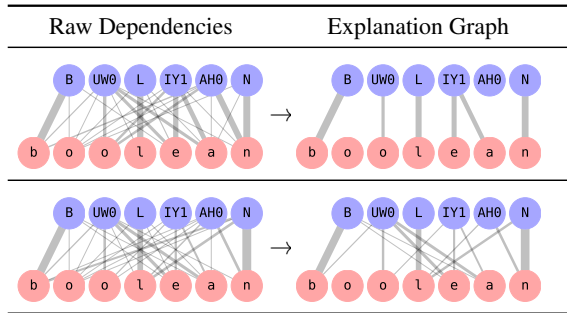 Raw Dependencies Explanation Graph
B UW0 L IY1 AH0 N B UW0 L IY1 AH0 N
→
b o o l e a n b o o l e a n
B UW0 L IY1 AH0 N B UW0 L IY1 AH0 N
→
b o o l e a n b o o l e a n